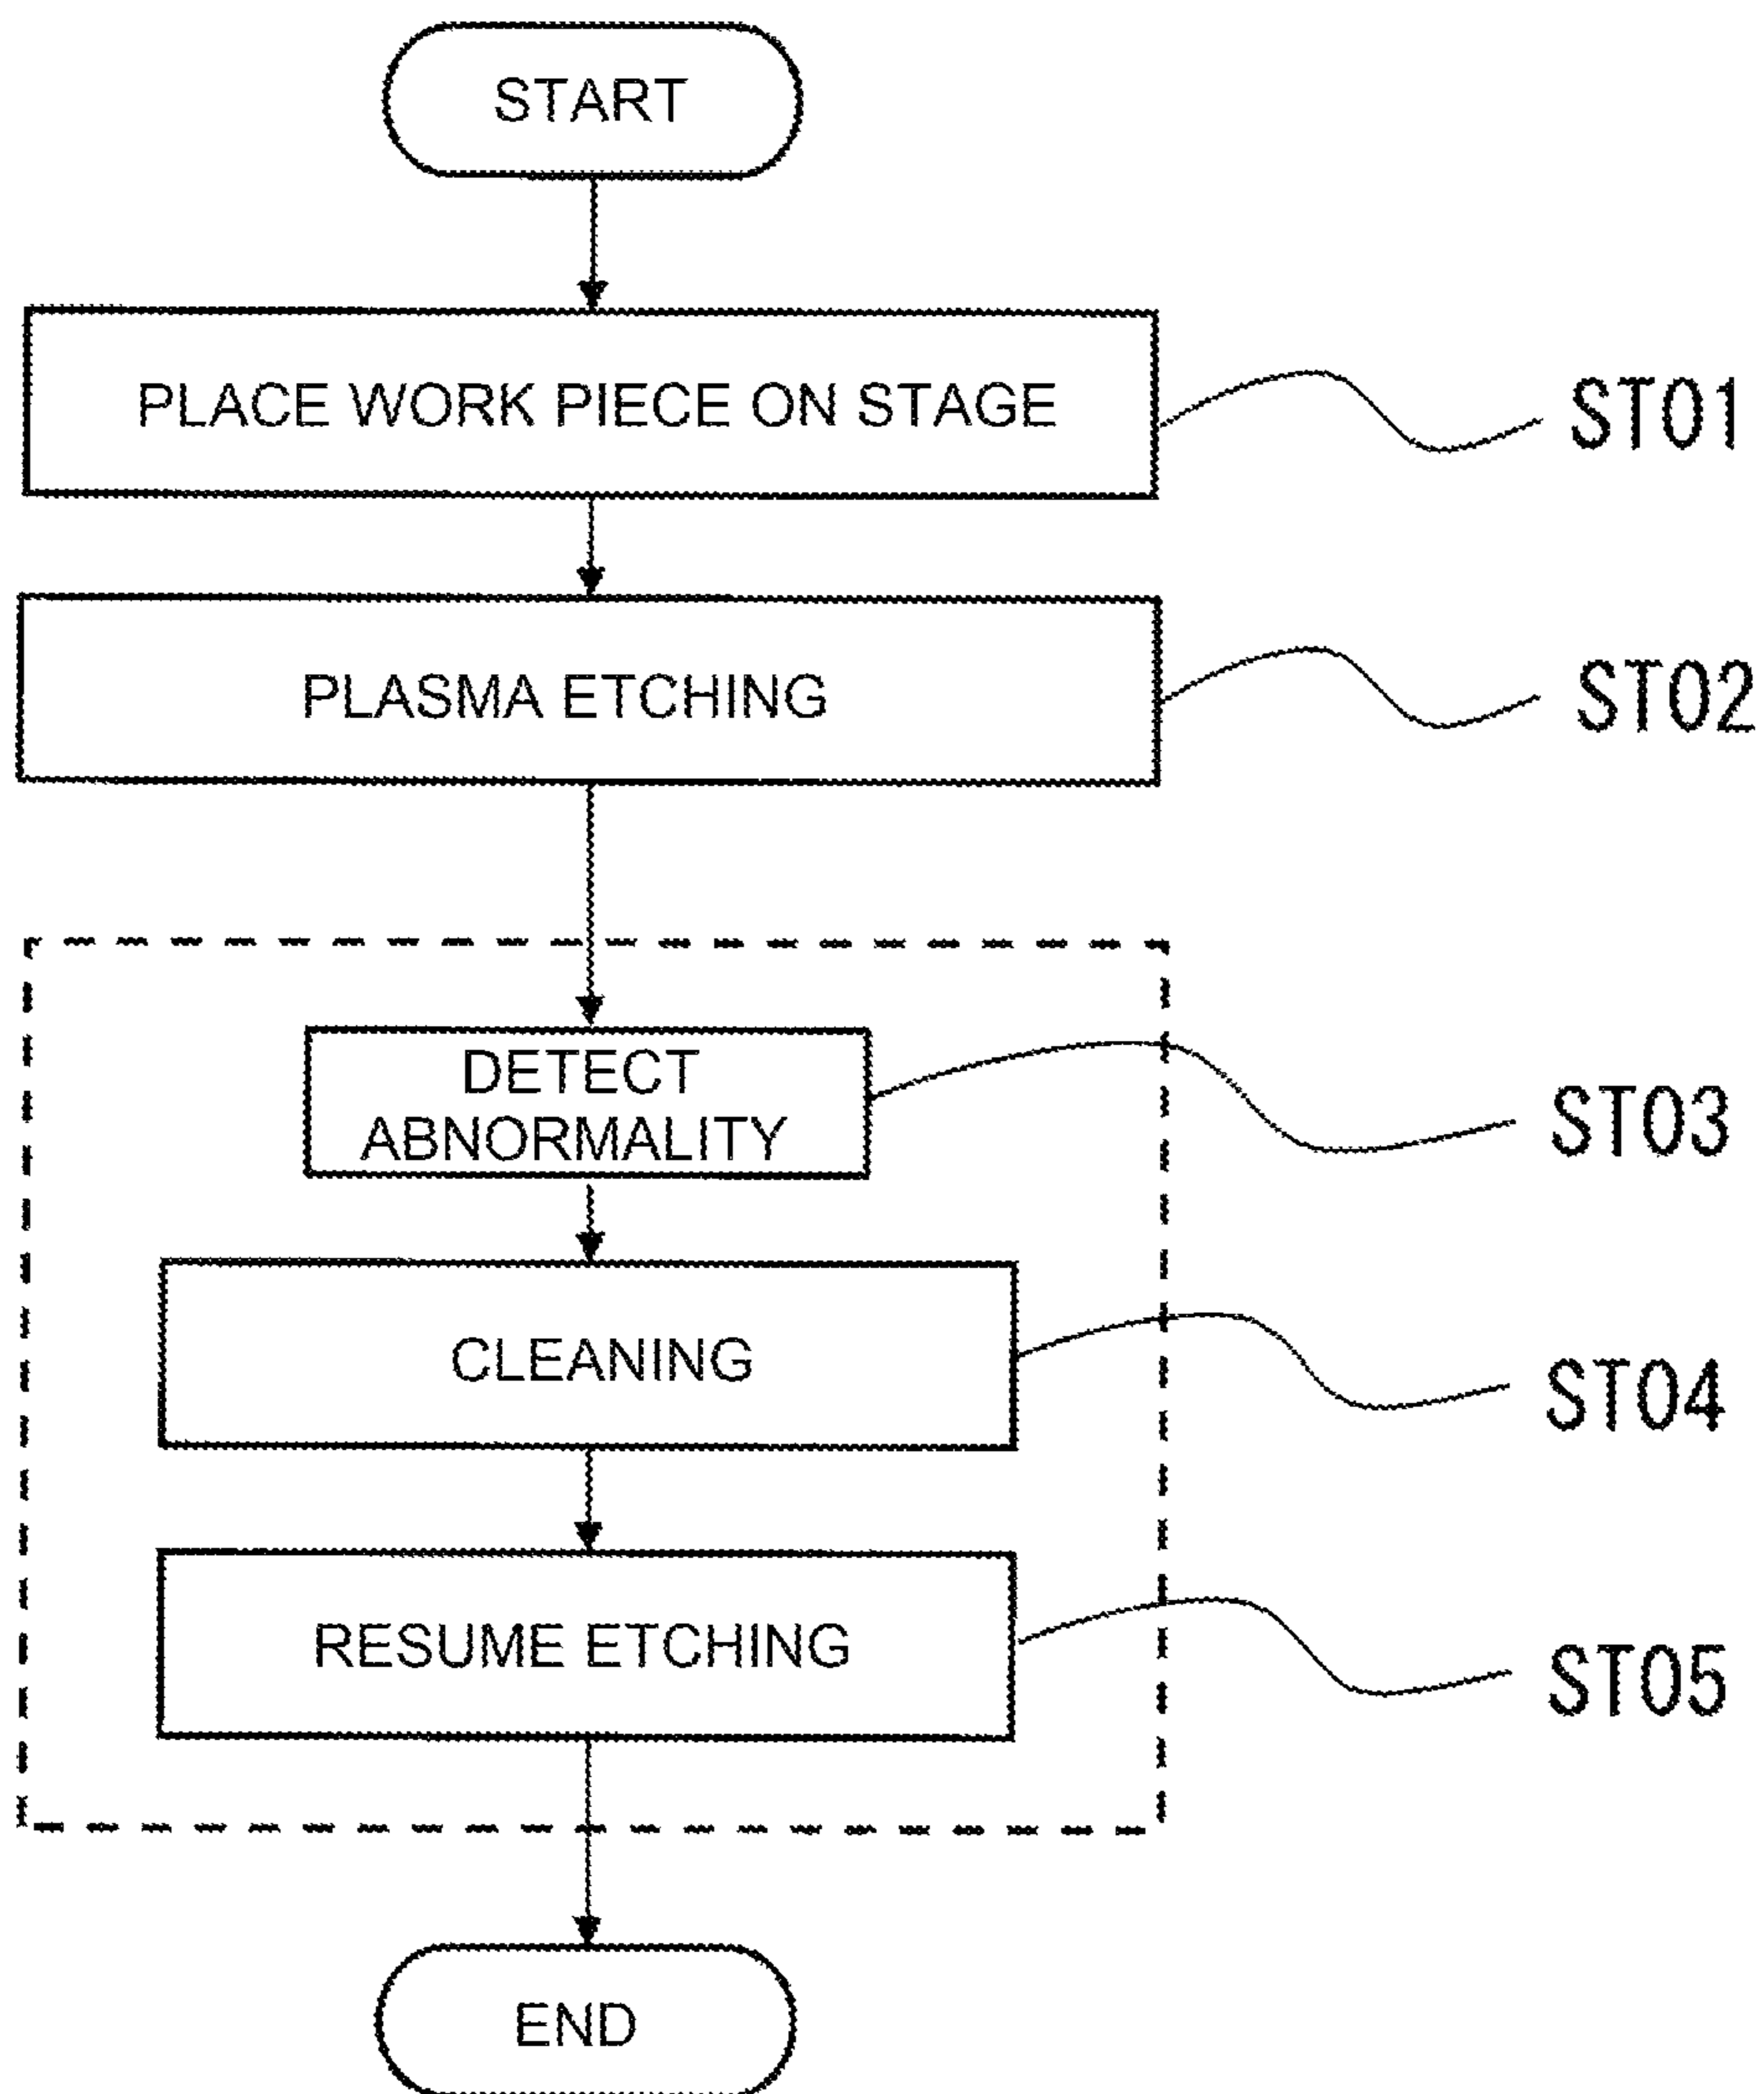 START
PLACE WORK PIECE ON STAGE
ST01
PLASMA ETCHING
ST02
DETECT
ABNORMALITY
ST03
CLEANING
ST04
RESUME ETCHING
ST05
END